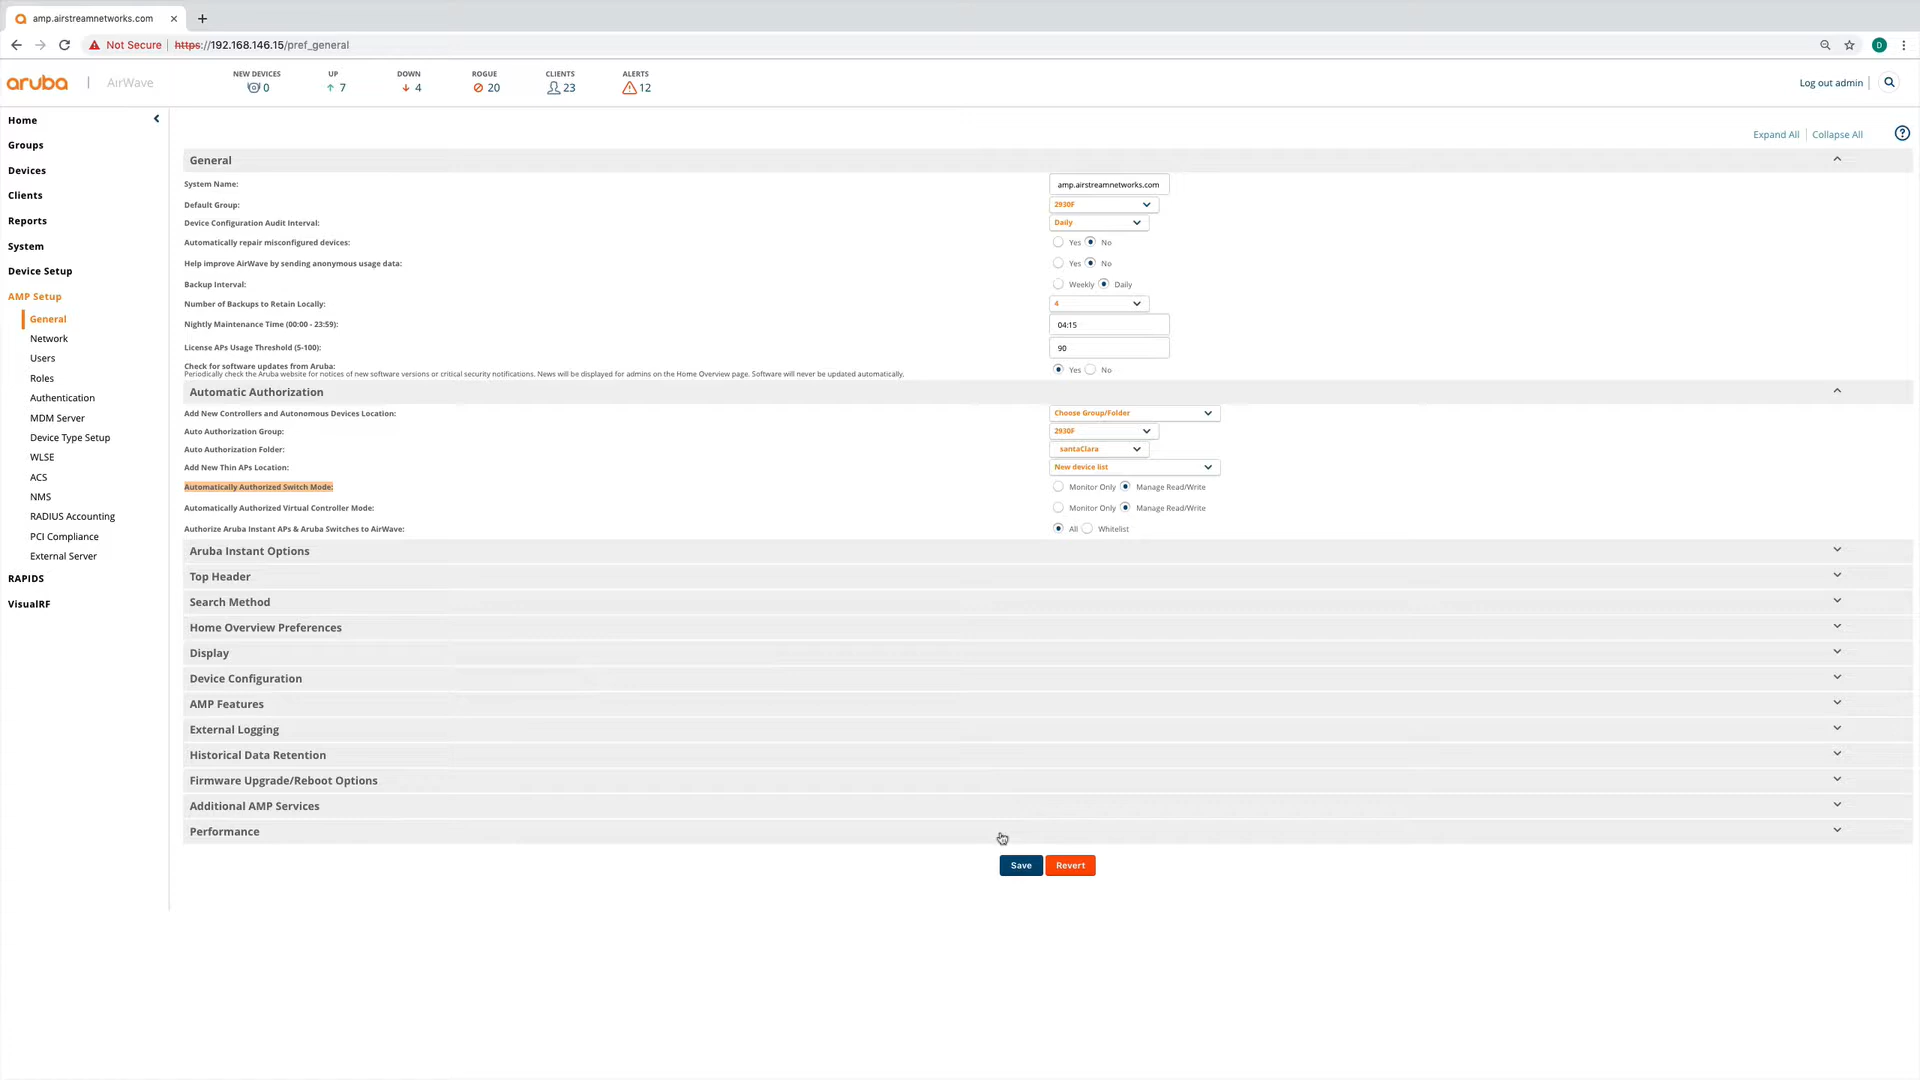 amp.airstreamnetworks.com
Not Secure | https://192.168.146.15/pref_general
D
aruba | AirWave
NEW DEVICES UP DOWN ROGUE CLIENTS ALERTS
0 7 4 20 23 12
Log out admin
Home
Groups
Devices
Clients
Reports
System
Device Setup
AMP Setup
General
Network
Users
Roles
Authentication
MDM Server
Device Type Setup
WLSE
ACS
NMS
RADIUS Accounting
PCI Compliance
External Server
RAPIDS
VisualRF
Expand All | Collapse All ?
General
System Name: amp.airstreamnetworks.com
Default Group: 2930F
Device Configuration Audit Interval: Daily
Automatically repair misconfigured devices: Yes No
Help improve AirWave by sending anonymous usage data: Yes No
Backup Interval: Weekly Daily
Number of Backups to Retain Locally: 4
Nightly Maintenance Time (00:00 - 23:59): 04:15
License APs Usage Threshold (5-100): 90
Check for software updates from Aruba: Yes No
Periodically check the Aruba website for notices of new software versions or critical security notifications. News will be displayed for admins on the Home Overview page. Software will never be updated automatically.
Automatic Authorization
Add New Controllers and Autonomous Devices Location: Choose Group/Folder
Auto Authorization Group: 2930F
Auto Authorization Folder: santaClara
Add New Thin APs Location: New device list
Automatically Authorized Switch Mode: Monitor Only Manage Read/Write
Automatically Authorized Virtual Controller Mode: Monitor Only Manage Read/Write
Authorize Aruba Instant APs & Aruba Switches to AirWave: All Whitelist
Aruba Instant Options
Top Header
Search Method
Home Overview Preferences
Display
Device Configuration
AMP Features
External Logging
Historical Data Retention
Firmware Upgrade/Reboot Options
Additional AMP Services
Performance
Save Revert